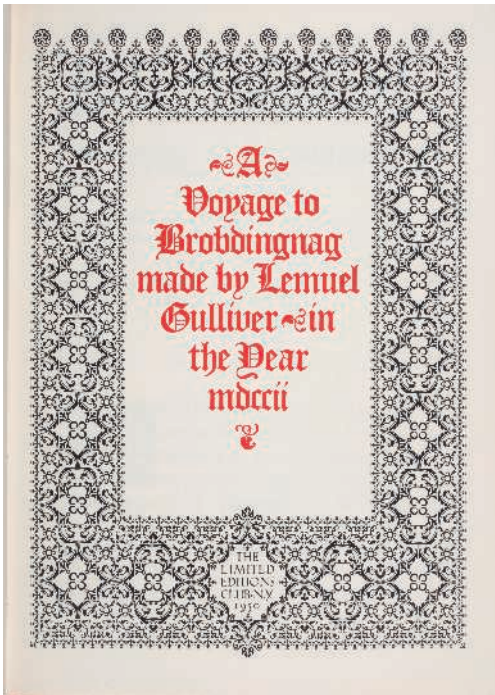 A
Voyage to
Brobdingnag
made by Lemuel
Gulliver in
the Year
mdccii
THE
LIMITED
EDITIONS
CLUB·N.Y.
1950